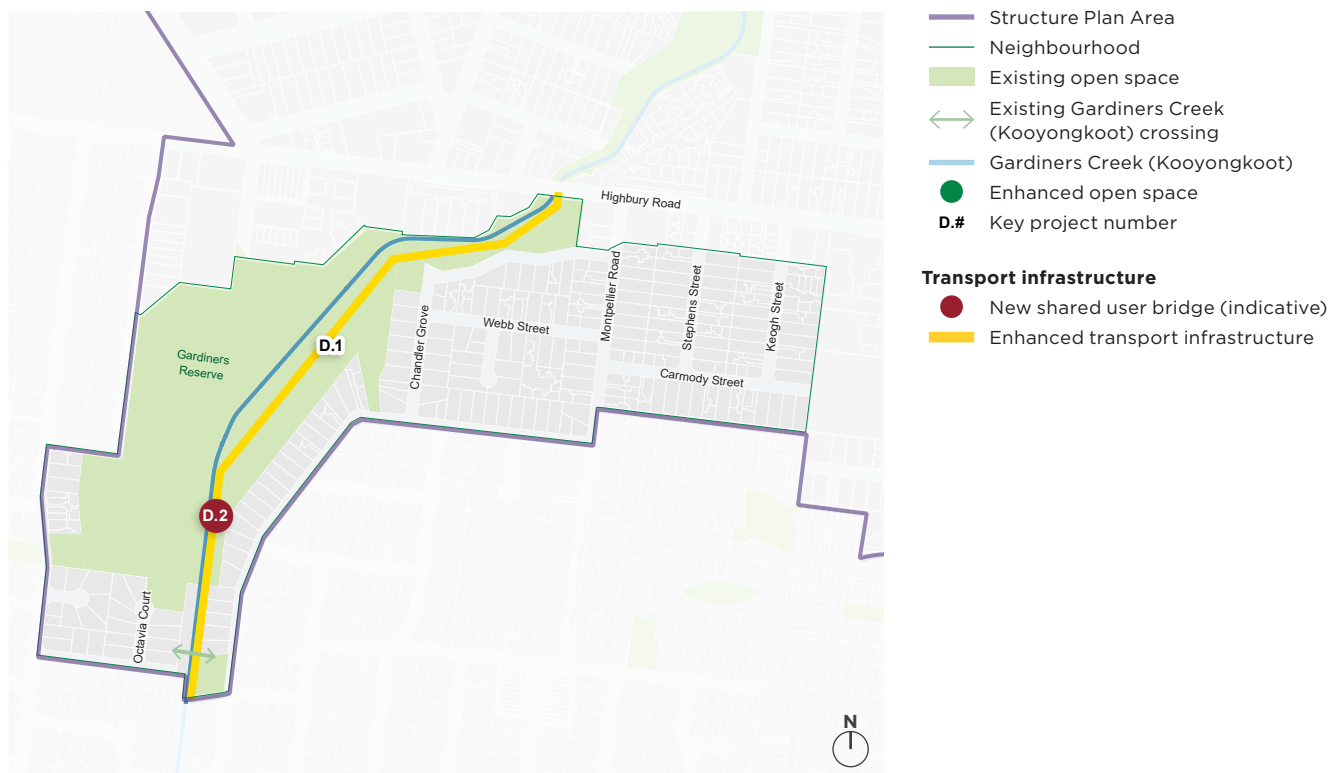 Highbury Road
Montpellier Road
Stephens Street
Keogh Street
Webb Street
Chandler Grove
Carmody Street
D.1
Gardiners
Reserve
D.2
Octavia Court
N
Structure Plan Area
Neighbourhood
Existing open space
Existing Gardiners Creek
(Kooyongkoot) crossing
Gardiners Creek (Kooyongkoot)
Enhanced open space
D.# Key project number
Transport infrastructure
New shared user bridge (indicative)
Enhanced transport infrastructure